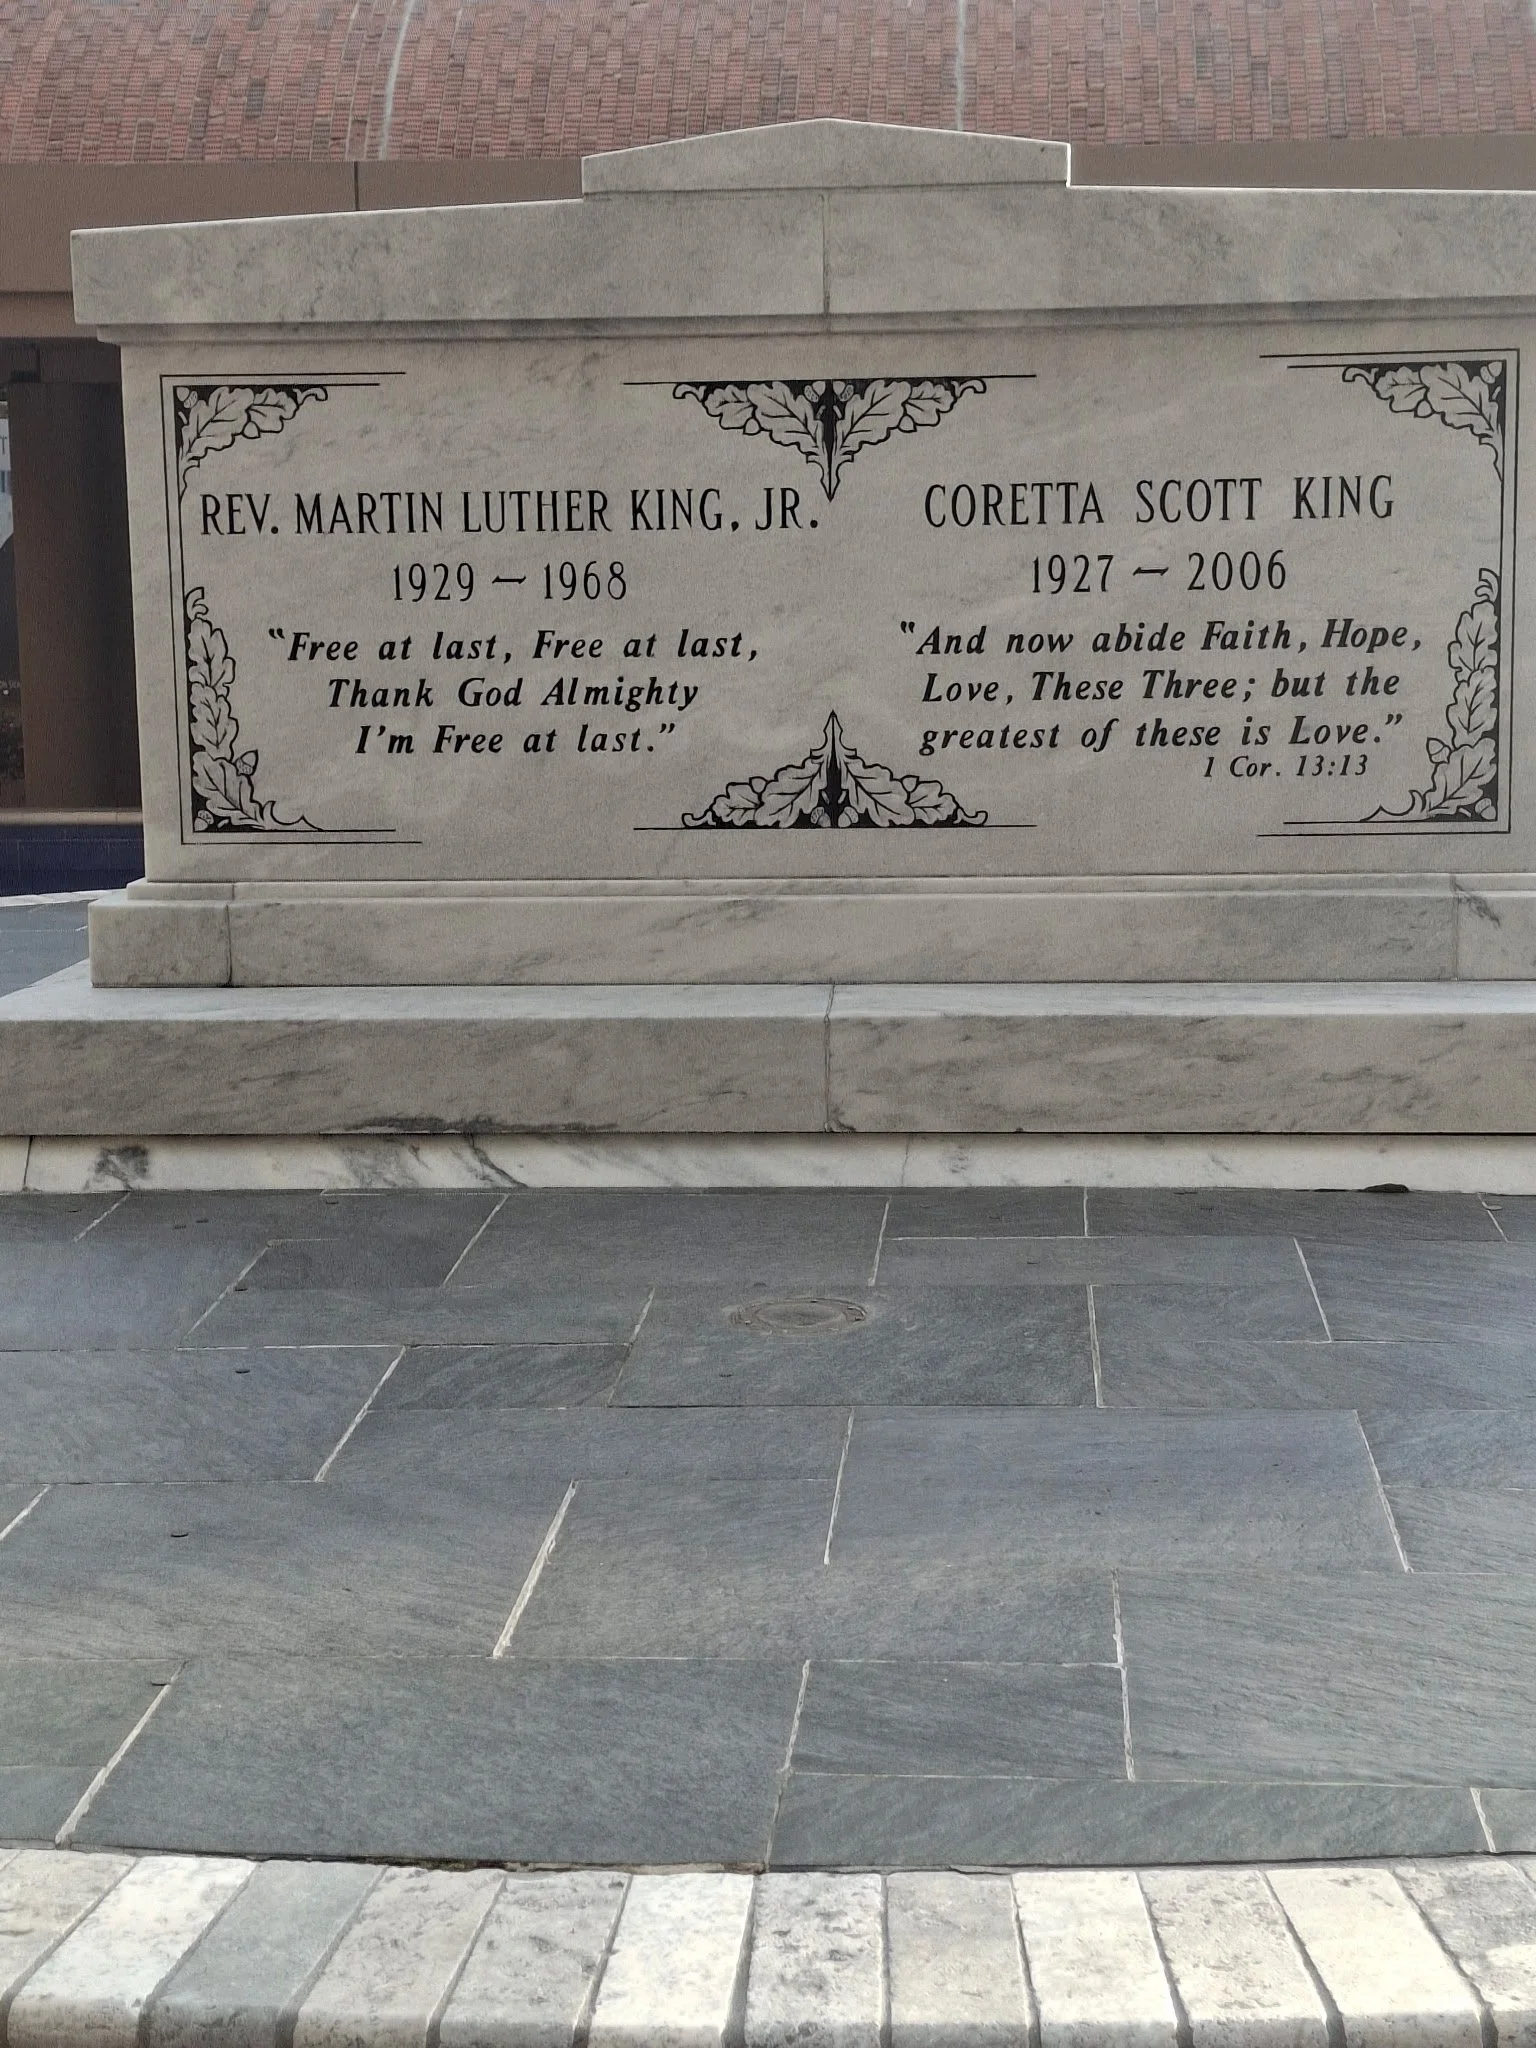 REV. MARTIN LUTHER KING, JR.
1929 ~ 1968
"Free at last, Free at last,
Thank God Almighty
I'm Free at last."
CORETTA SCOTT KING
1927 ~ 2006
"And now abide Faith, Hope,
Love, These Three; but the
greatest of these is Love."
1 Cor. 13:13